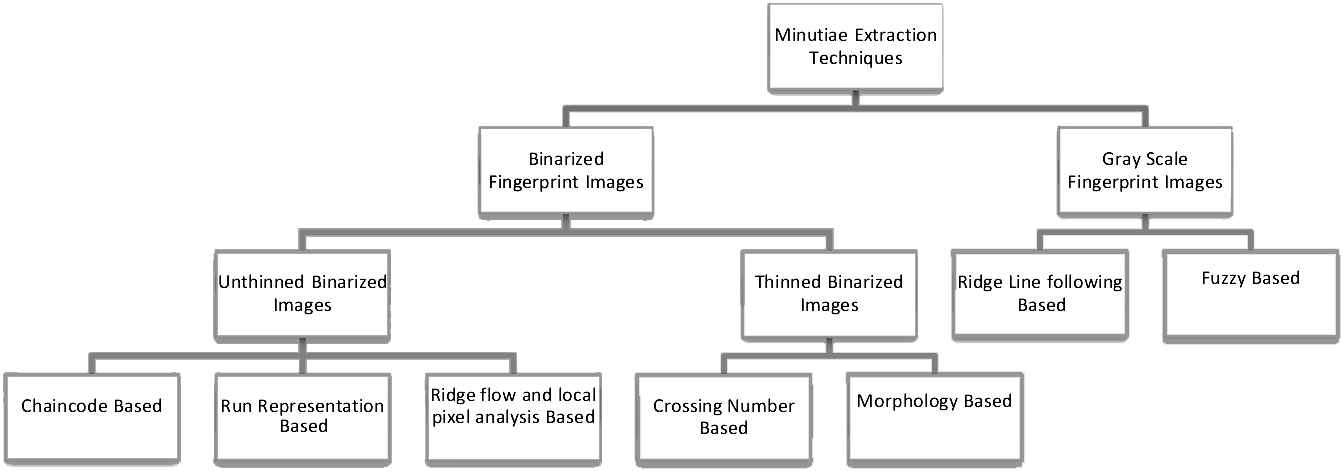 Minutiae Extraction
Techniques
Binarized
Fingerprint Images
Gray Scale
Fingerprint Images
Unthinned Binarized
Images
Thinned Binarized
Images
Ridge Line following
Based
Fuzzy Based
Chaincode Based
Run Representation
Based
Ridge flow and local
pixel analysis Based
Crossing Number
Based
Morphology Based